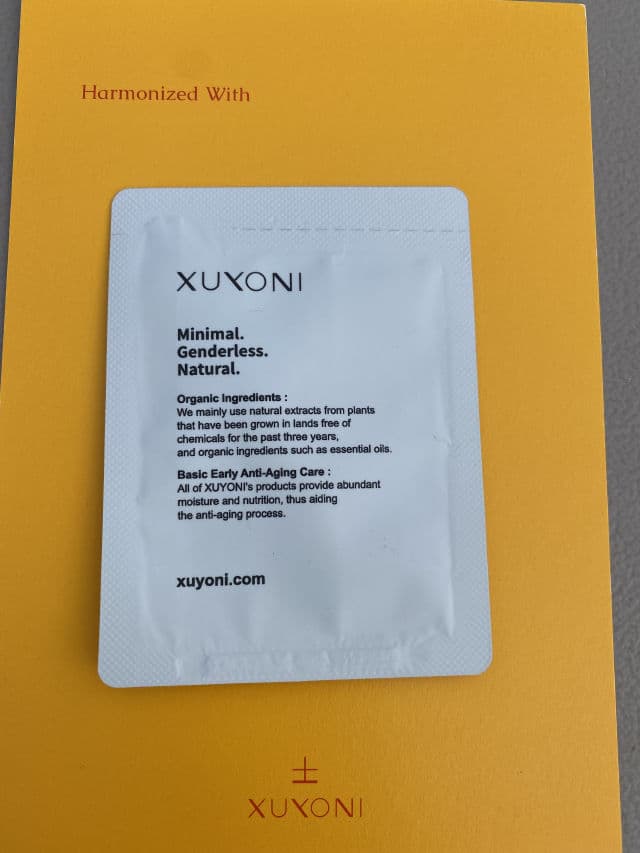 Harmonized With
XUYONI
Minimal.
Genderless.
Natural.
Organic Ingredients :
We mainly use natural extracts from plants
that have been grown in lands free of
chemicals for the past three years,
and organic ingredients such as essential oils.
Basic Early Anti-Aging Care :
All of XUYONI's products provide abundant
moisture and nutrition, thus aiding
the anti-aging process.
xuyoni.com
士
XUYONI